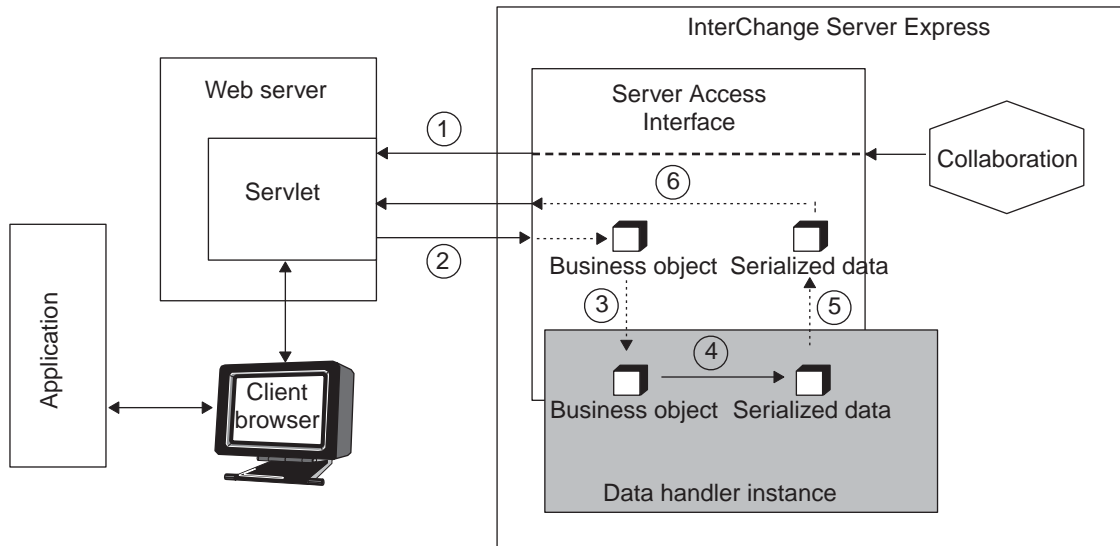 InterChange Server Express
Web server
Server Access
Interface
1
Collaboration
6
Servlet
2
Business object
Serialized data
3
5
4
Application
Client
browser
Business object
Serialized data
Data handler instance